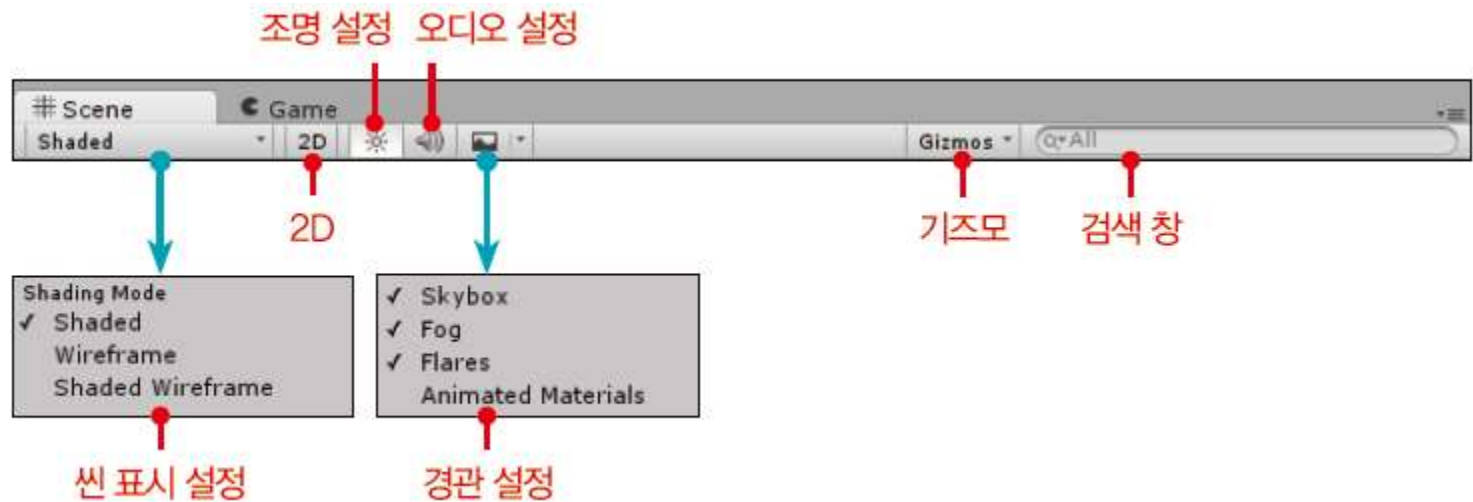 조명 설정 오디오 설정
Scene Game
Shaded 2D Gizmos All
2D 기즈모 검색 창
Shading Mode
✓ Shaded
Wireframe
Shaded Wireframe
✓ Skybox
✓ Fog
✓ Flares
Animated Materials
씬 표시 설정 경관 설정